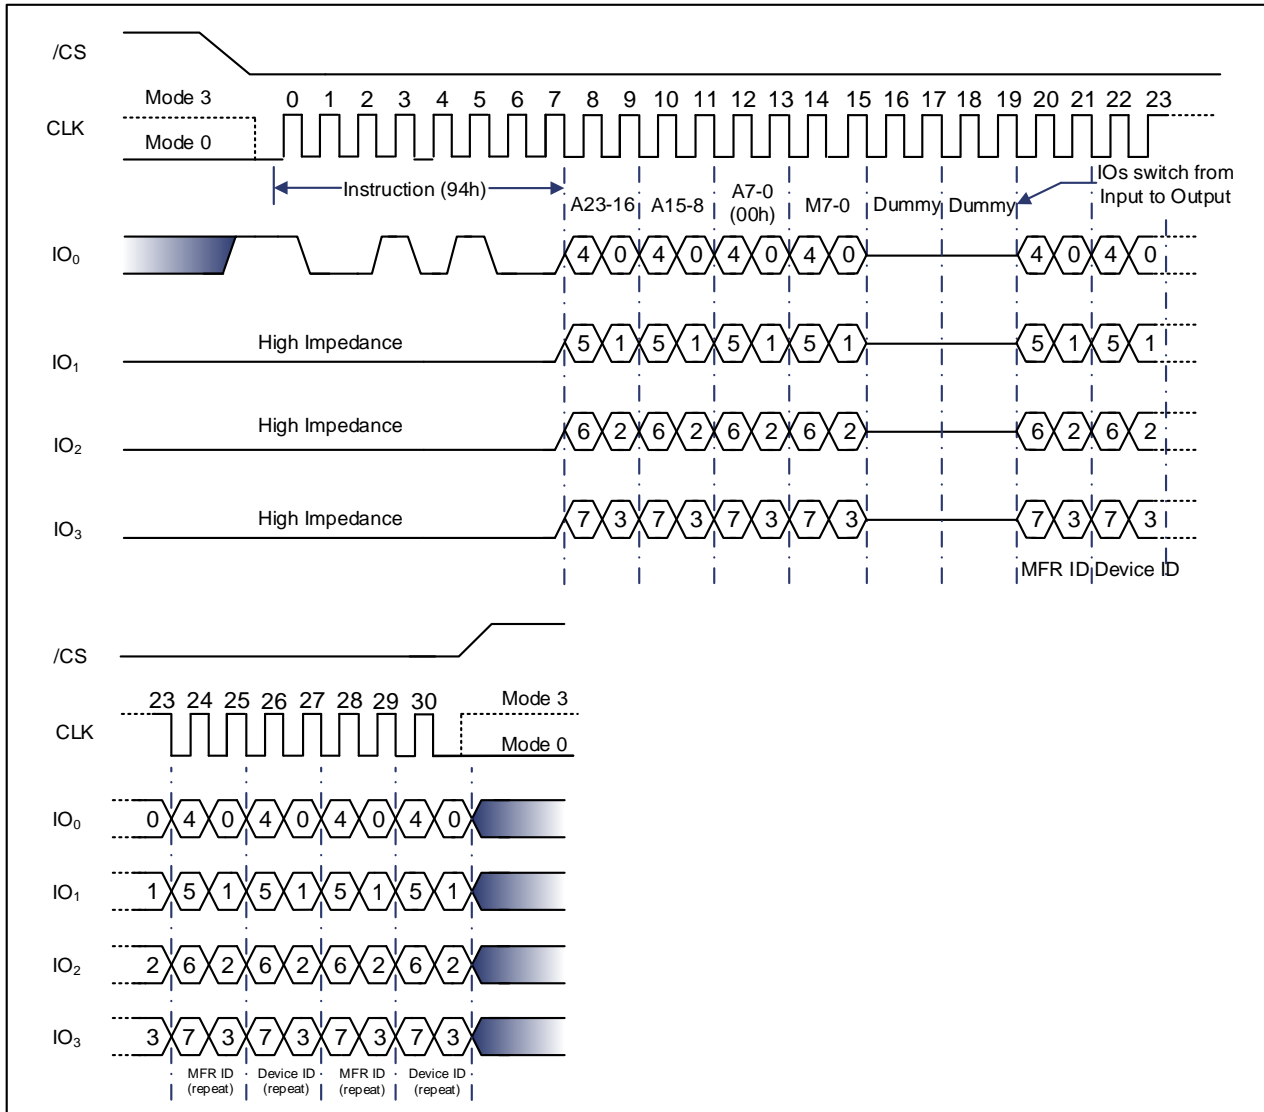 /CS
Mode 3 0 1 2 3 4 5 6 7 8 9 10 11 12 13 14 15 16 17 18 19 20 21 22 23
CLK
Mode 0
Instruction (94h)
A23-16 A15-8 A7-0 (00h) M7-0 Dummy Dummy
IOs switch from
Input to Output
IO0 4 0 4 0 4 0 4 0 4 0 4 0
High Impedance
IO1 5 1 5 1 5 1 5 1 5 1 5 1
High Impedance
IO2 6 2 6 2 6 2 6 2 6 2 6 2
High Impedance
IO3 7 3 7 3 7 3 7 3 7 3 7 3
MFR ID Device ID
/CS
23 24 25 26 27 28 29 30 Mode 3
CLK
Mode 0
IO0 0 4 0 4 0 4 0 4 0
IO1 1 5 1 5 1 5 1 5 1
IO2 2 6 2 6 2 6 2 6 2
IO3 3 7 3 7 3 7 3 7 3
MFR ID Device ID MFR ID Device ID
(repeat) (repeat) (repeat) (repeat)